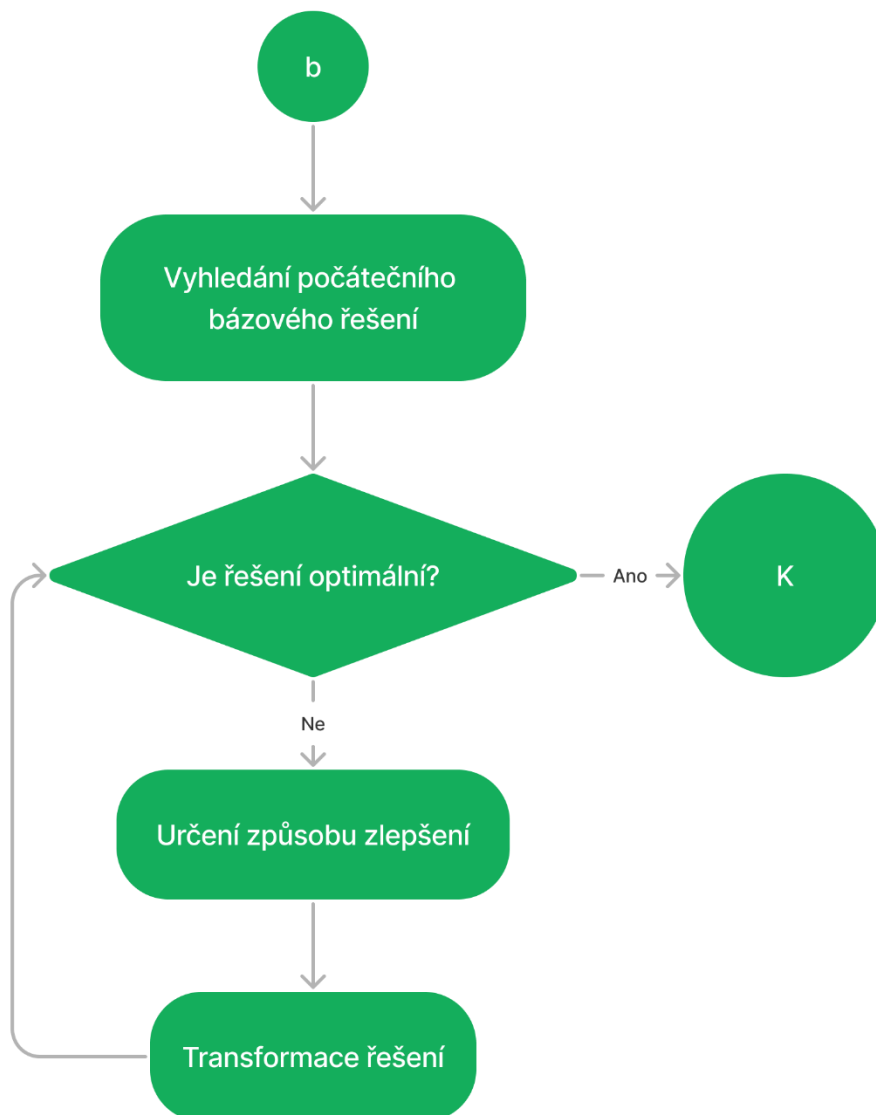 b
Vyhledání počátečního
bázového řešení
Je řešení optimální?
Ano
K
Ne
Určení způsobu zlepšení
Transformace řešení